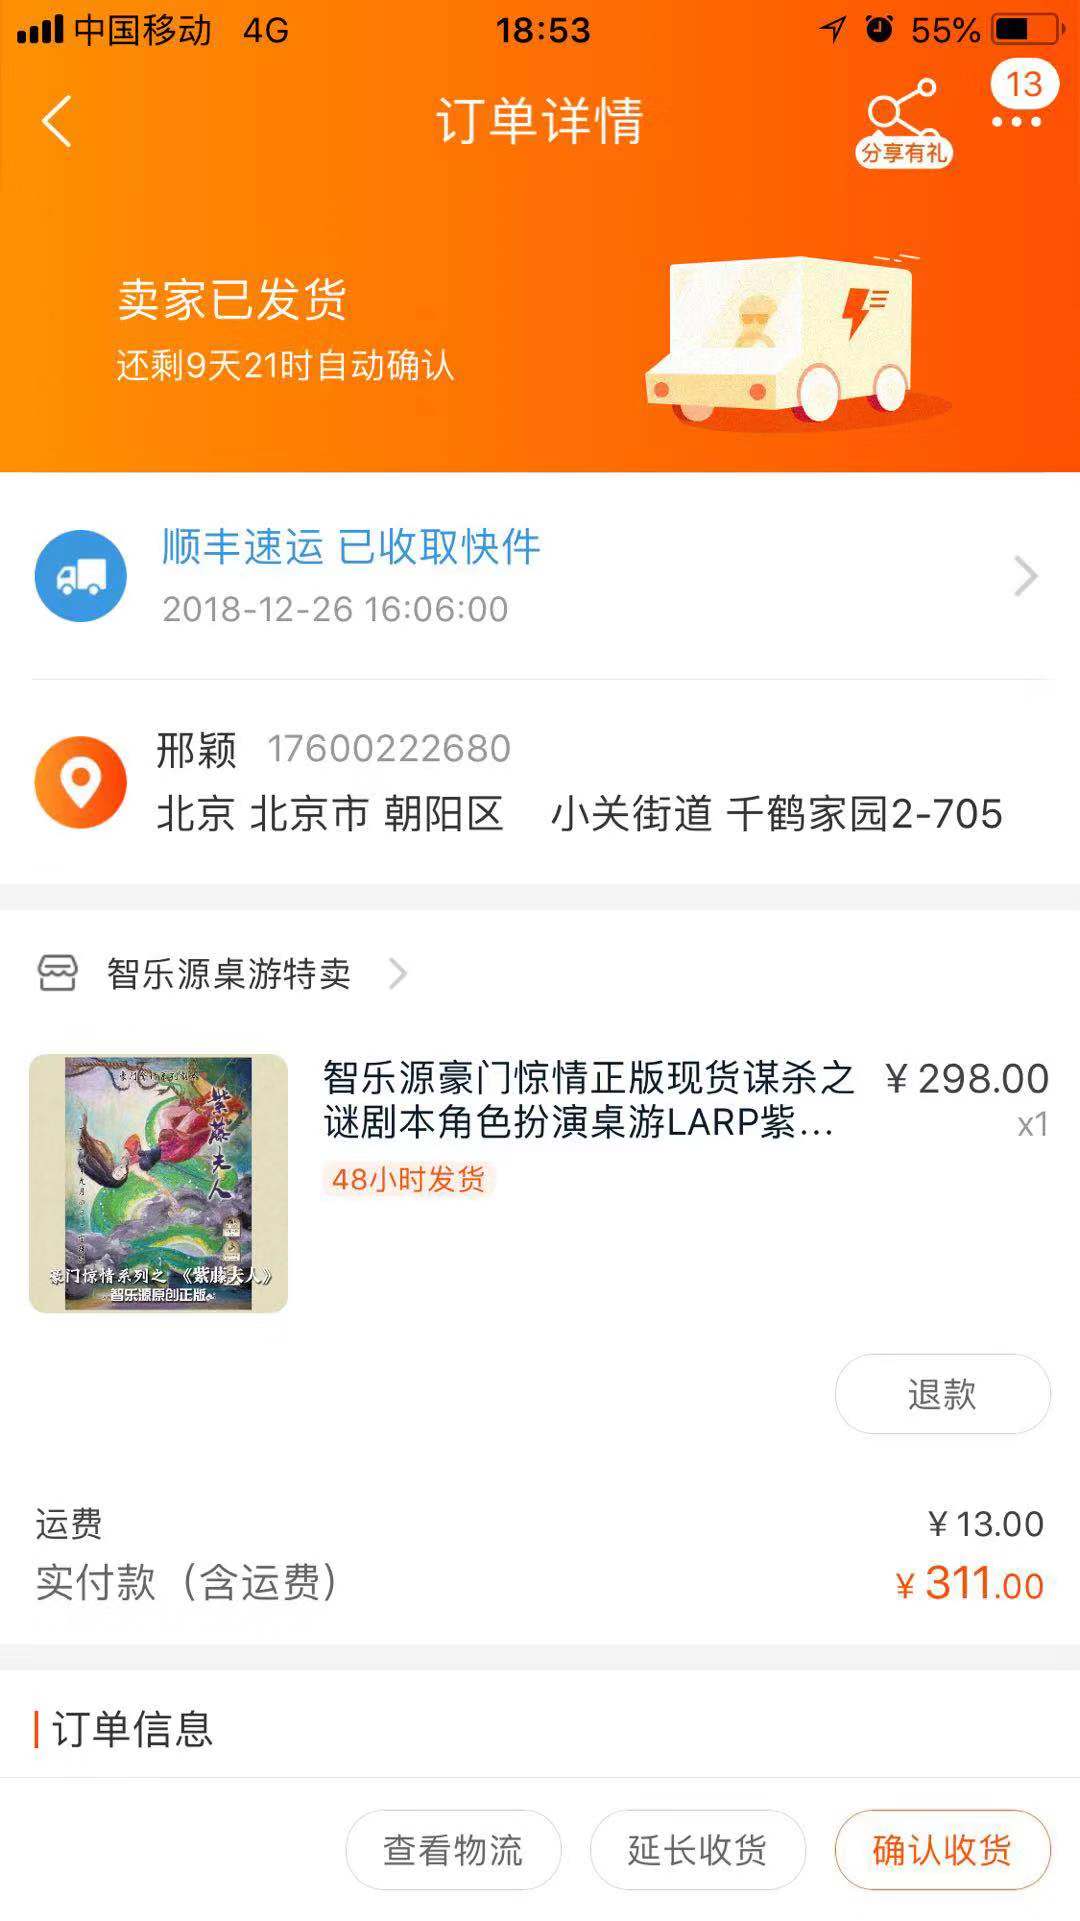 中国移动 4G 18:53 55%
订单详情
13
分享有礼
卖家已发货
还剩9天21时自动确认
顺丰速运 已收取快件
2018-12-26 16:06:00
邢颖 17600222680
北京 北京市 朝阳区 小关街道 千鹤家园2-705
智乐源桌游特卖
智乐源豪门惊情正版现货谋杀之 ¥298.00
谜剧本角色扮演桌游LARP紫... x1
48小时发货
紫藤夫人
豪门惊情系列之《紫藤夫人》
智乐源原创正版
退款
运费 ¥13.00
实付款（含运费） ¥311.00
订单信息
查看物流 延长收货 确认收货